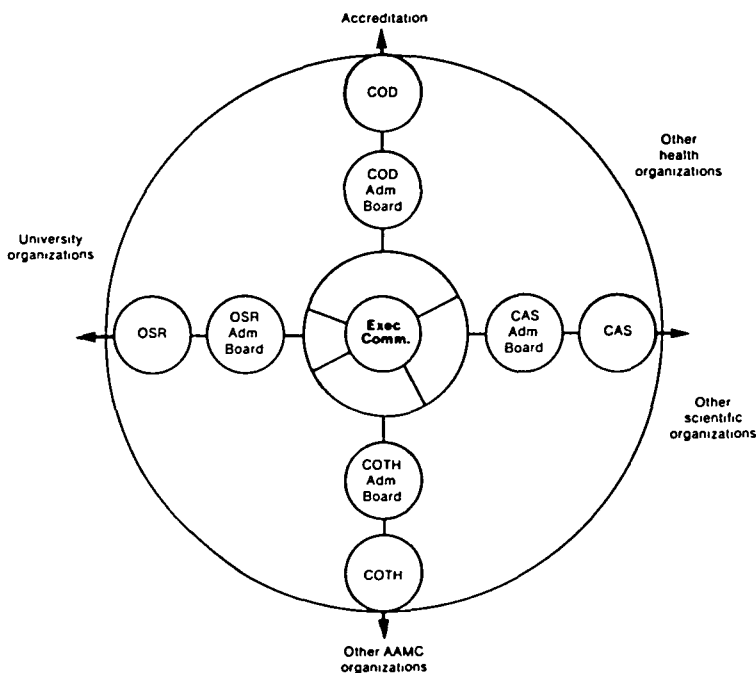 Accreditation
COD
Other
health
organizations
COD
Adm
Board
University
organizations
OSR
OSR
Adm
Board
Exec
Comm.
CAS
Adm
Board
CAS
Other
scientific
organizations
COTH
Adm
Board
COTH
Other AAMC
organizations